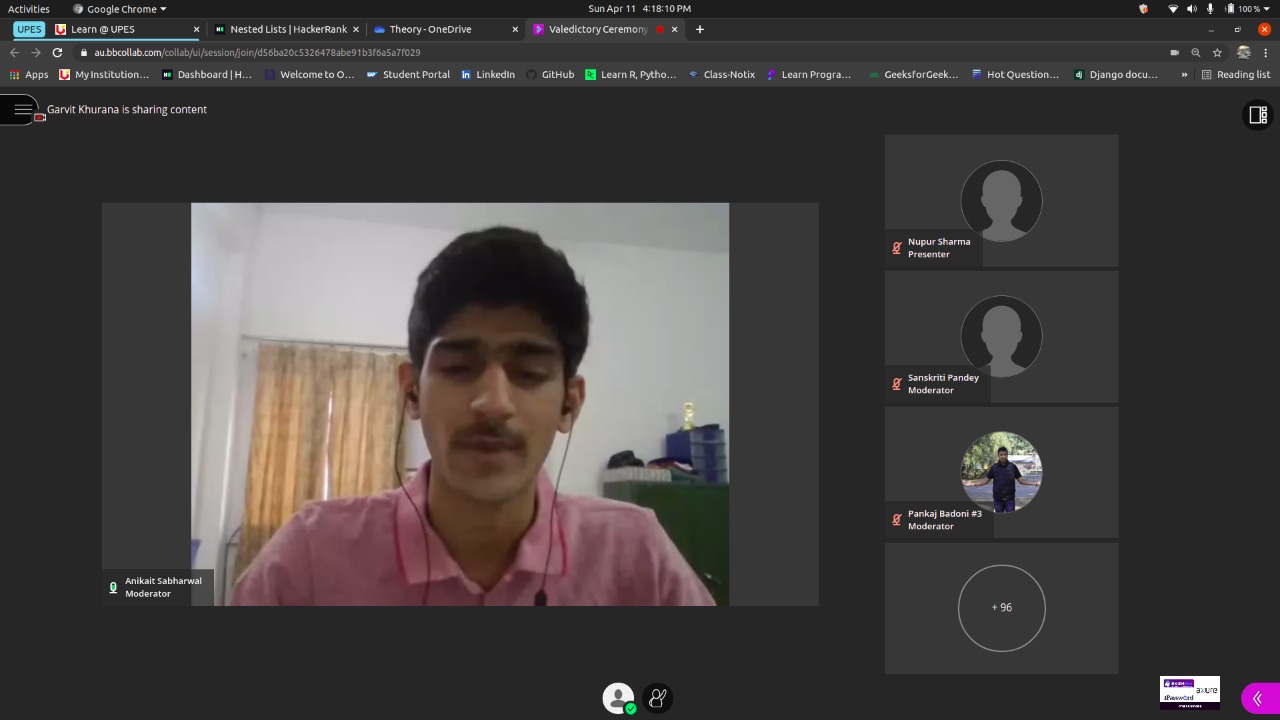 Activities
Google Chrome
Sun Apr 11 4:18:10 PM
100 %
UPES
Learn @ UPES
Nested Lists | HackerRank
Theory - OneDrive
Valedictory Ceremony
au.bbcollab.com/collab/ui/session/join/d56ba20c5326478abe91b3f6a5a7f029
Apps
My Institution...
Dashboard | H...
Welcome to O...
Student Portal
LinkedIn
GitHub
Learn R, Pytho...
Class-Notix
Learn Progra...
GeeksforGeek...
Hot Question...
Django docu...
»
Reading list
Garvit Khurana is sharing content
Nupur Sharma
Presenter
Sanskriti Pandey
Moderator
Pankaj Badoni #3
Moderator
Anikait Sabharwal
Moderator
+ 96
1Password
axure